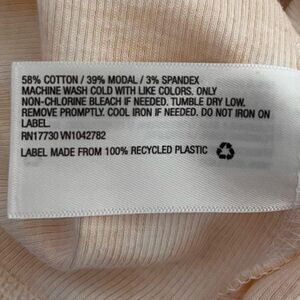 58% COTTON / 39% MODAL / 3% SPANDEX
MACHINE WASH COLD WITH LIKE COLORS. ONLY
NON-CHLORINE BLEACH IF NEEDED. TUMBLE DRY LOW.
REMOVE PROMPTLY. COOL IRON IF NEEDED. DO NOT IRON ON
LABEL.
RN17730 VN1042782
LABEL MADE FROM 100% RECYCLED PLASTIC